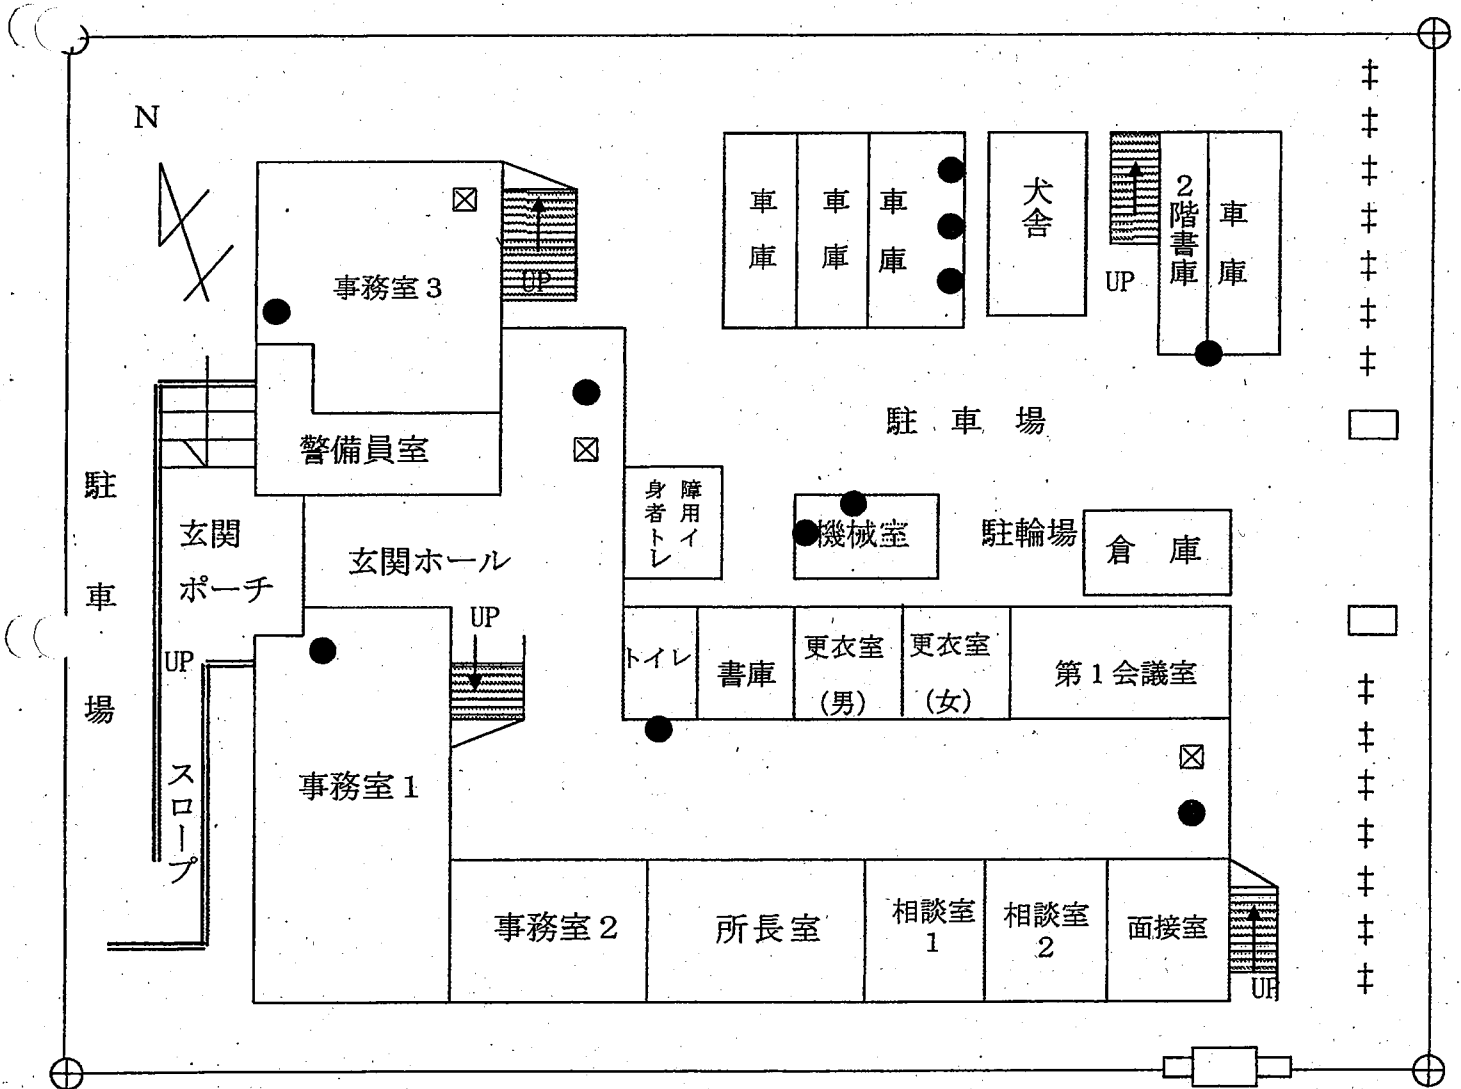 N
事務室3
UP
警備員室
玄関
ポーチ
玄関ホール
UP
駐車場
UP
スロープ
事務室1
UP
車庫
車庫
車庫
犬舎
UP
2階書庫
車庫
駐車場
身者トレ
障用イ
機械室
駐輪場
倉庫
トイレ
書庫
更衣室
(男)
更衣室
(女)
第1会議室
事務室2
所長室
相談室
1
相談室
2
面接室
UP